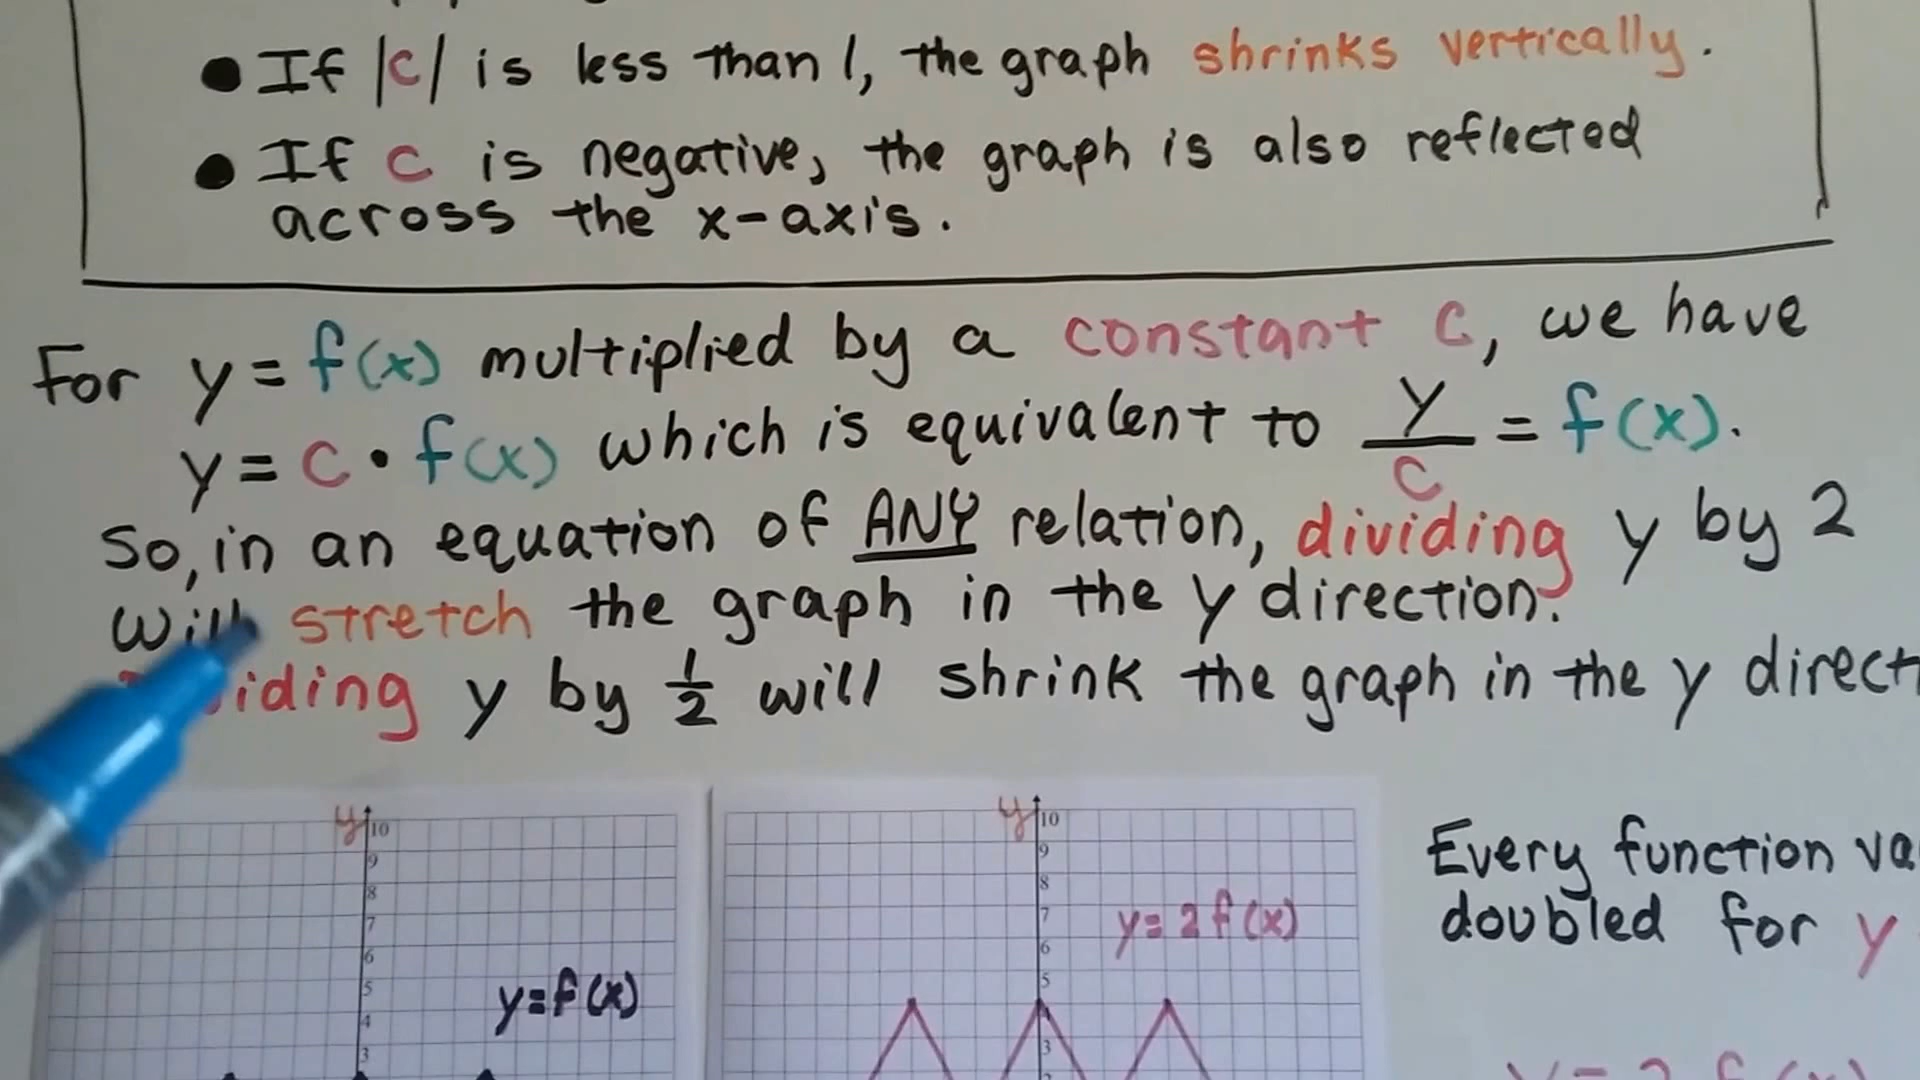 • If |c| is less than 1, the graph shrinks vertically.
• If c is negative, the graph is also reflected
across the x-axis.
For y = f(x) multiplied by a constant c, we have
y = c • f(x) which is equivalent to y/c = f(x).
So, in an equation of ANY relation, dividing y by 2
will stretch the graph in the y direction.
y by 1/2 will shrink the graph in the y direct
y
10
9
8
7
6
5
4
3
y=f(x)
y
10
9
8
7
6
5
4
3
y=2f(x)
Every function va
doubled for y